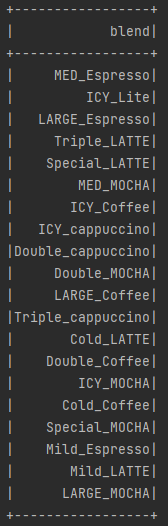 +-----------------+
|            blend|
+-----------------+
|     MED_Espresso|
|         ICY_Lite|
|   LARGE_Espresso|
|     Triple_LATTE|
|    Special_LATTE|
|        MED_MOCHA|
|       ICY_Coffee|
|   ICY_cappuccino|
|Double_cappuccino|
|     Double_MOCHA|
|     LARGE_Coffee|
|Triple_cappuccino|
|       Cold_LATTE|
|    Double_Coffee|
|        ICY_MOCHA|
|      Cold_Coffee|
|    Special_MOCHA|
|    Mild_Espresso|
|       Mild_LATTE|
|      LARGE_MOCHA|
+-----------------+